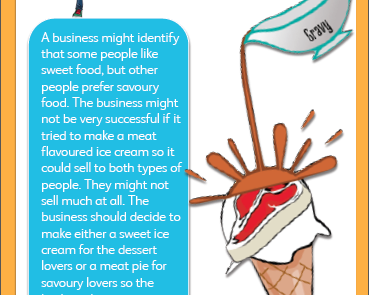 Gravy
A business might identify
that some people like
sweet food, but other
people prefer savoury
food. The business might
not be very successful if it
tried to make a meat
flavoured ice cream so it
could sell to both types of
people. They might not
sell much at all. The
business should decide to
make either a sweet ice
cream for the dessert
lovers or a meat pie for
savoury lovers so the